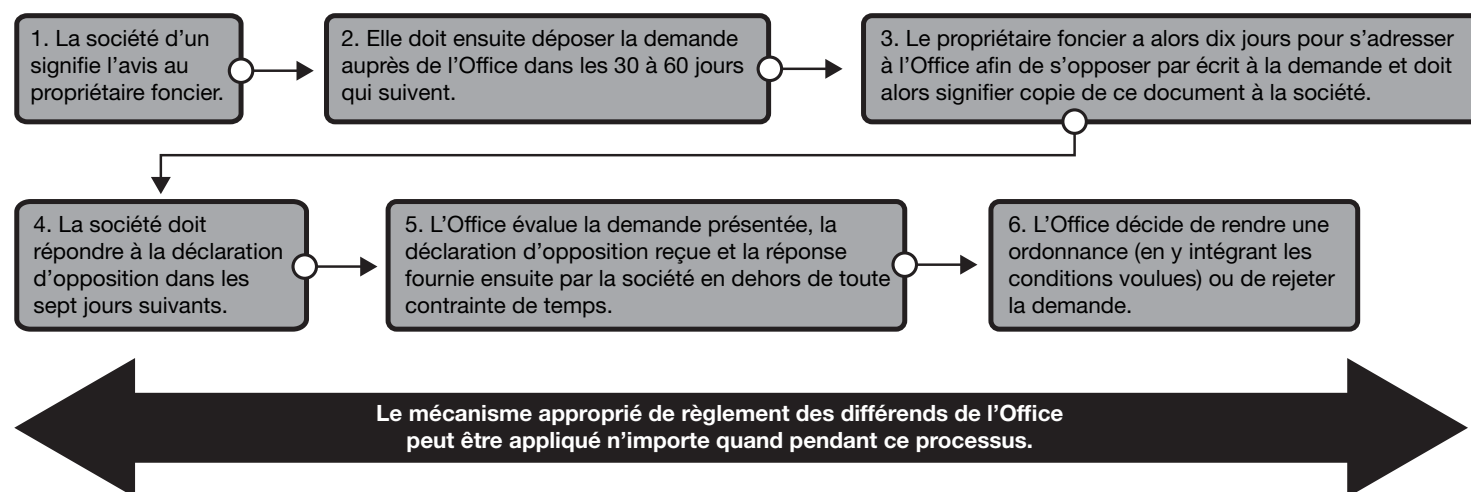 1. La société d’un
signifie l’avis au
propriétaire foncier.
2. Elle doit ensuite déposer la demande
auprès de l’Office dans les 30 à 60 jours
qui suivent.
3. Le propriétaire foncier a alors dix jours pour s’adresser
à l’Office afin de s’opposer par écrit à la demande et doit
alors signifier copie de ce document à la société.
4. La société doit
répondre à la déclaration
d’opposition dans les
sept jours suivants.
5. L’Office évalue la demande présentée, la
déclaration d’opposition reçue et la réponse
fournie ensuite par la société en dehors de toute
contrainte de temps.
6. L’Office décide de rendre une
ordonnance (en y intégrant les
conditions voulues) ou de rejeter
la demande.
Le mécanisme approprié de règlement des différends de l’Office
peut être appliqué n’importe quand pendant ce processus.